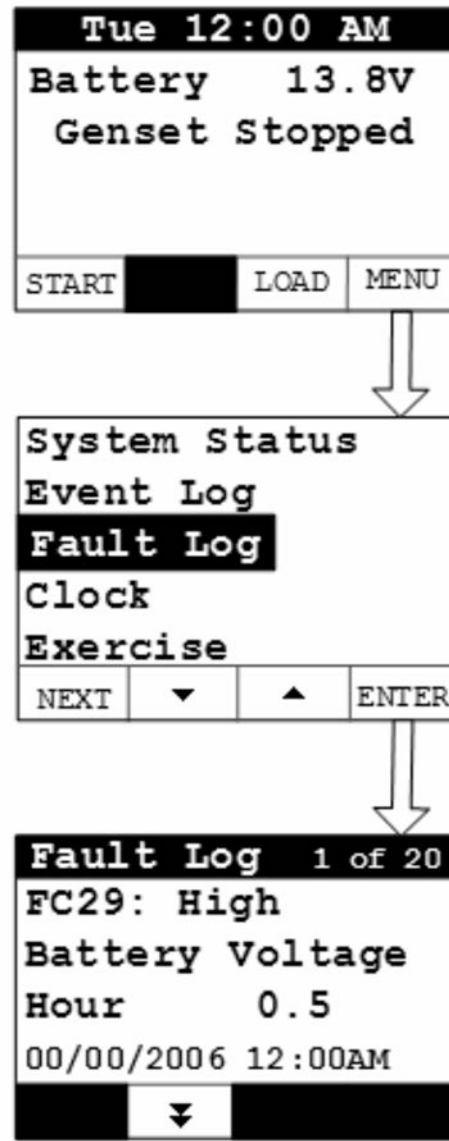 Tue 12:00 AM
Battery 13.8V
Genset Stopped
START LOAD MENU
System Status
Event Log
Fault Log
Clock
Exercise
NEXT ▼ ▲ ENTER
Fault Log 1 of 20
FC29: High
Battery Voltage
Hour 0.5
00/00/2006 12:00AM